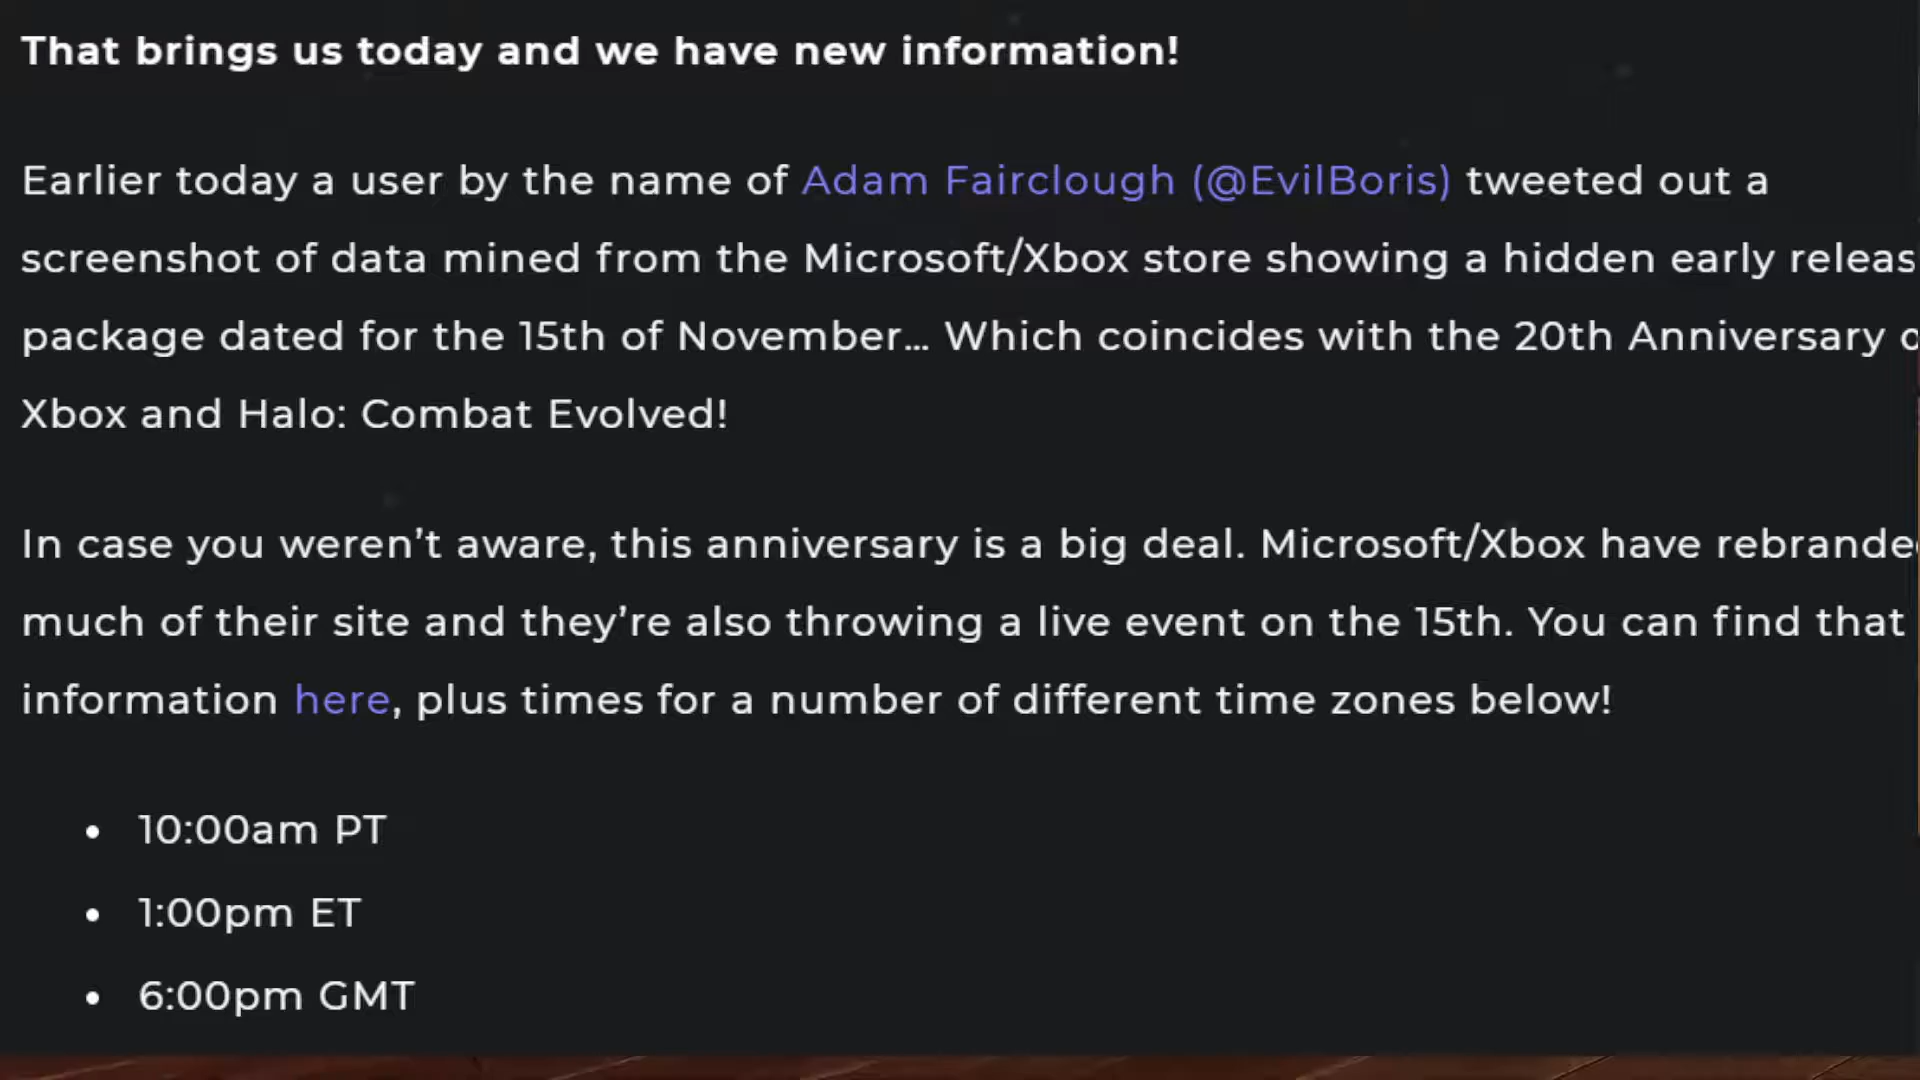 That brings us today and we have new information!
Earlier today a user by the name of Adam Fairclough (@EvilBoris) tweeted out a
screenshot of data mined from the Microsoft/Xbox store showing a hidden early releas
package dated for the 15th of November... Which coincides with the 20th Anniversary
Xbox and Halo: Combat Evolved!
In case you weren’t aware, this anniversary is a big deal. Microsoft/Xbox have rebranded
much of their site and they’re also throwing a live event on the 15th. You can find that
information here, plus times for a number of different time zones below!
• 10:00am PT
• 1:00pm ET
• 6:00pm GMT